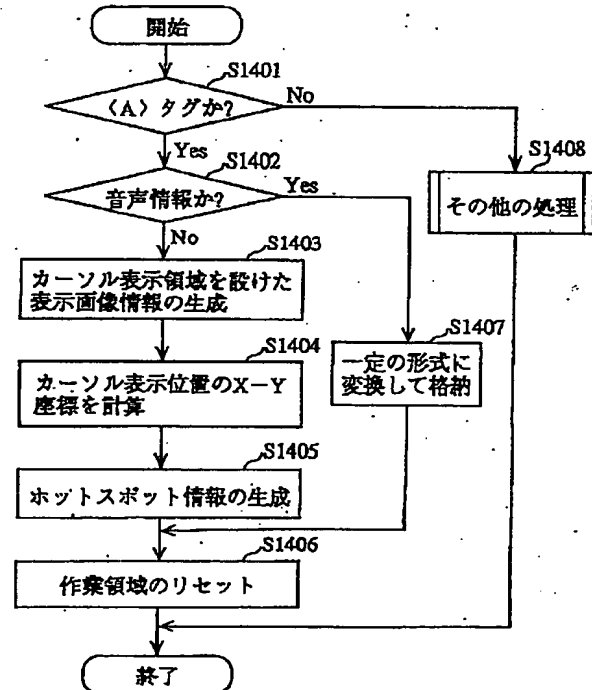 開始
S1401
〈A〉タグか?
No
Yes
S1402
S1408
音声情報か?
Yes
その他の処理
No
S1403
カーソル表示領域を設けた
表示画像情報の生成
S1407
一定の形式に
変換して格納
S1404
カーソル表示位置のX-Y
座標を計算
S1405
ホットスポット情報の生成
S1406
作業領域のリセット
終了